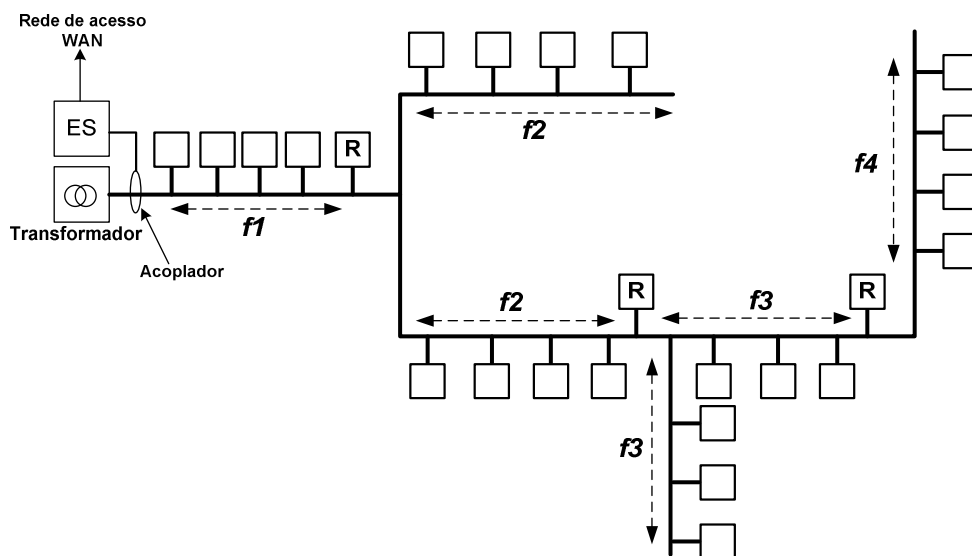 Rede de acesso
WAN
ES
R
f1
Transformador
Acoplador
f2
f4
f2
R
f3
R
f3